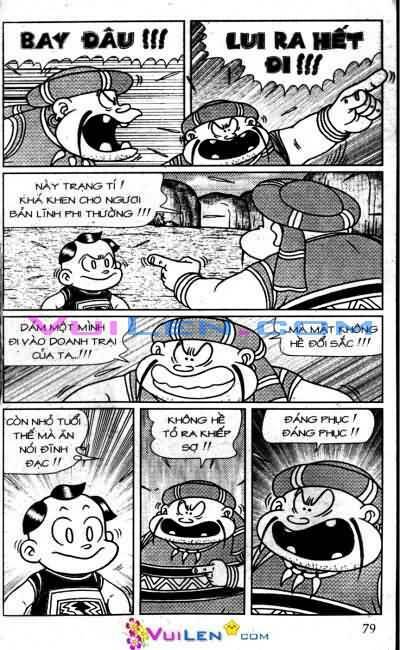 BAY ĐÂU !!!
LUI RA HẾT
ĐI !!!
NÀY TRẠNG TÍ !
KHÁ KHEN CHO NGƯƠI
BẢN LĨNH PHI THƯỜNG !!!
DÁM MỘT MÌNH
ĐI VÀO DOANH TRẠI
CỦA TA..!!!
..MÀ MẶT KHÔNG
HỀ ĐỔI SẮC !!!
VUILEN.COM
CÒN NHỎ TUỔI
THẾ MÀ ĂN
NÓI ĐĨNH
ĐẠC !!
KHÔNG HỀ
TỎ RA KHIẾP
SỢ !!
ĐÁNG PHỤC !
ĐÁNG PHỤC !!
79
VUILEN.COM